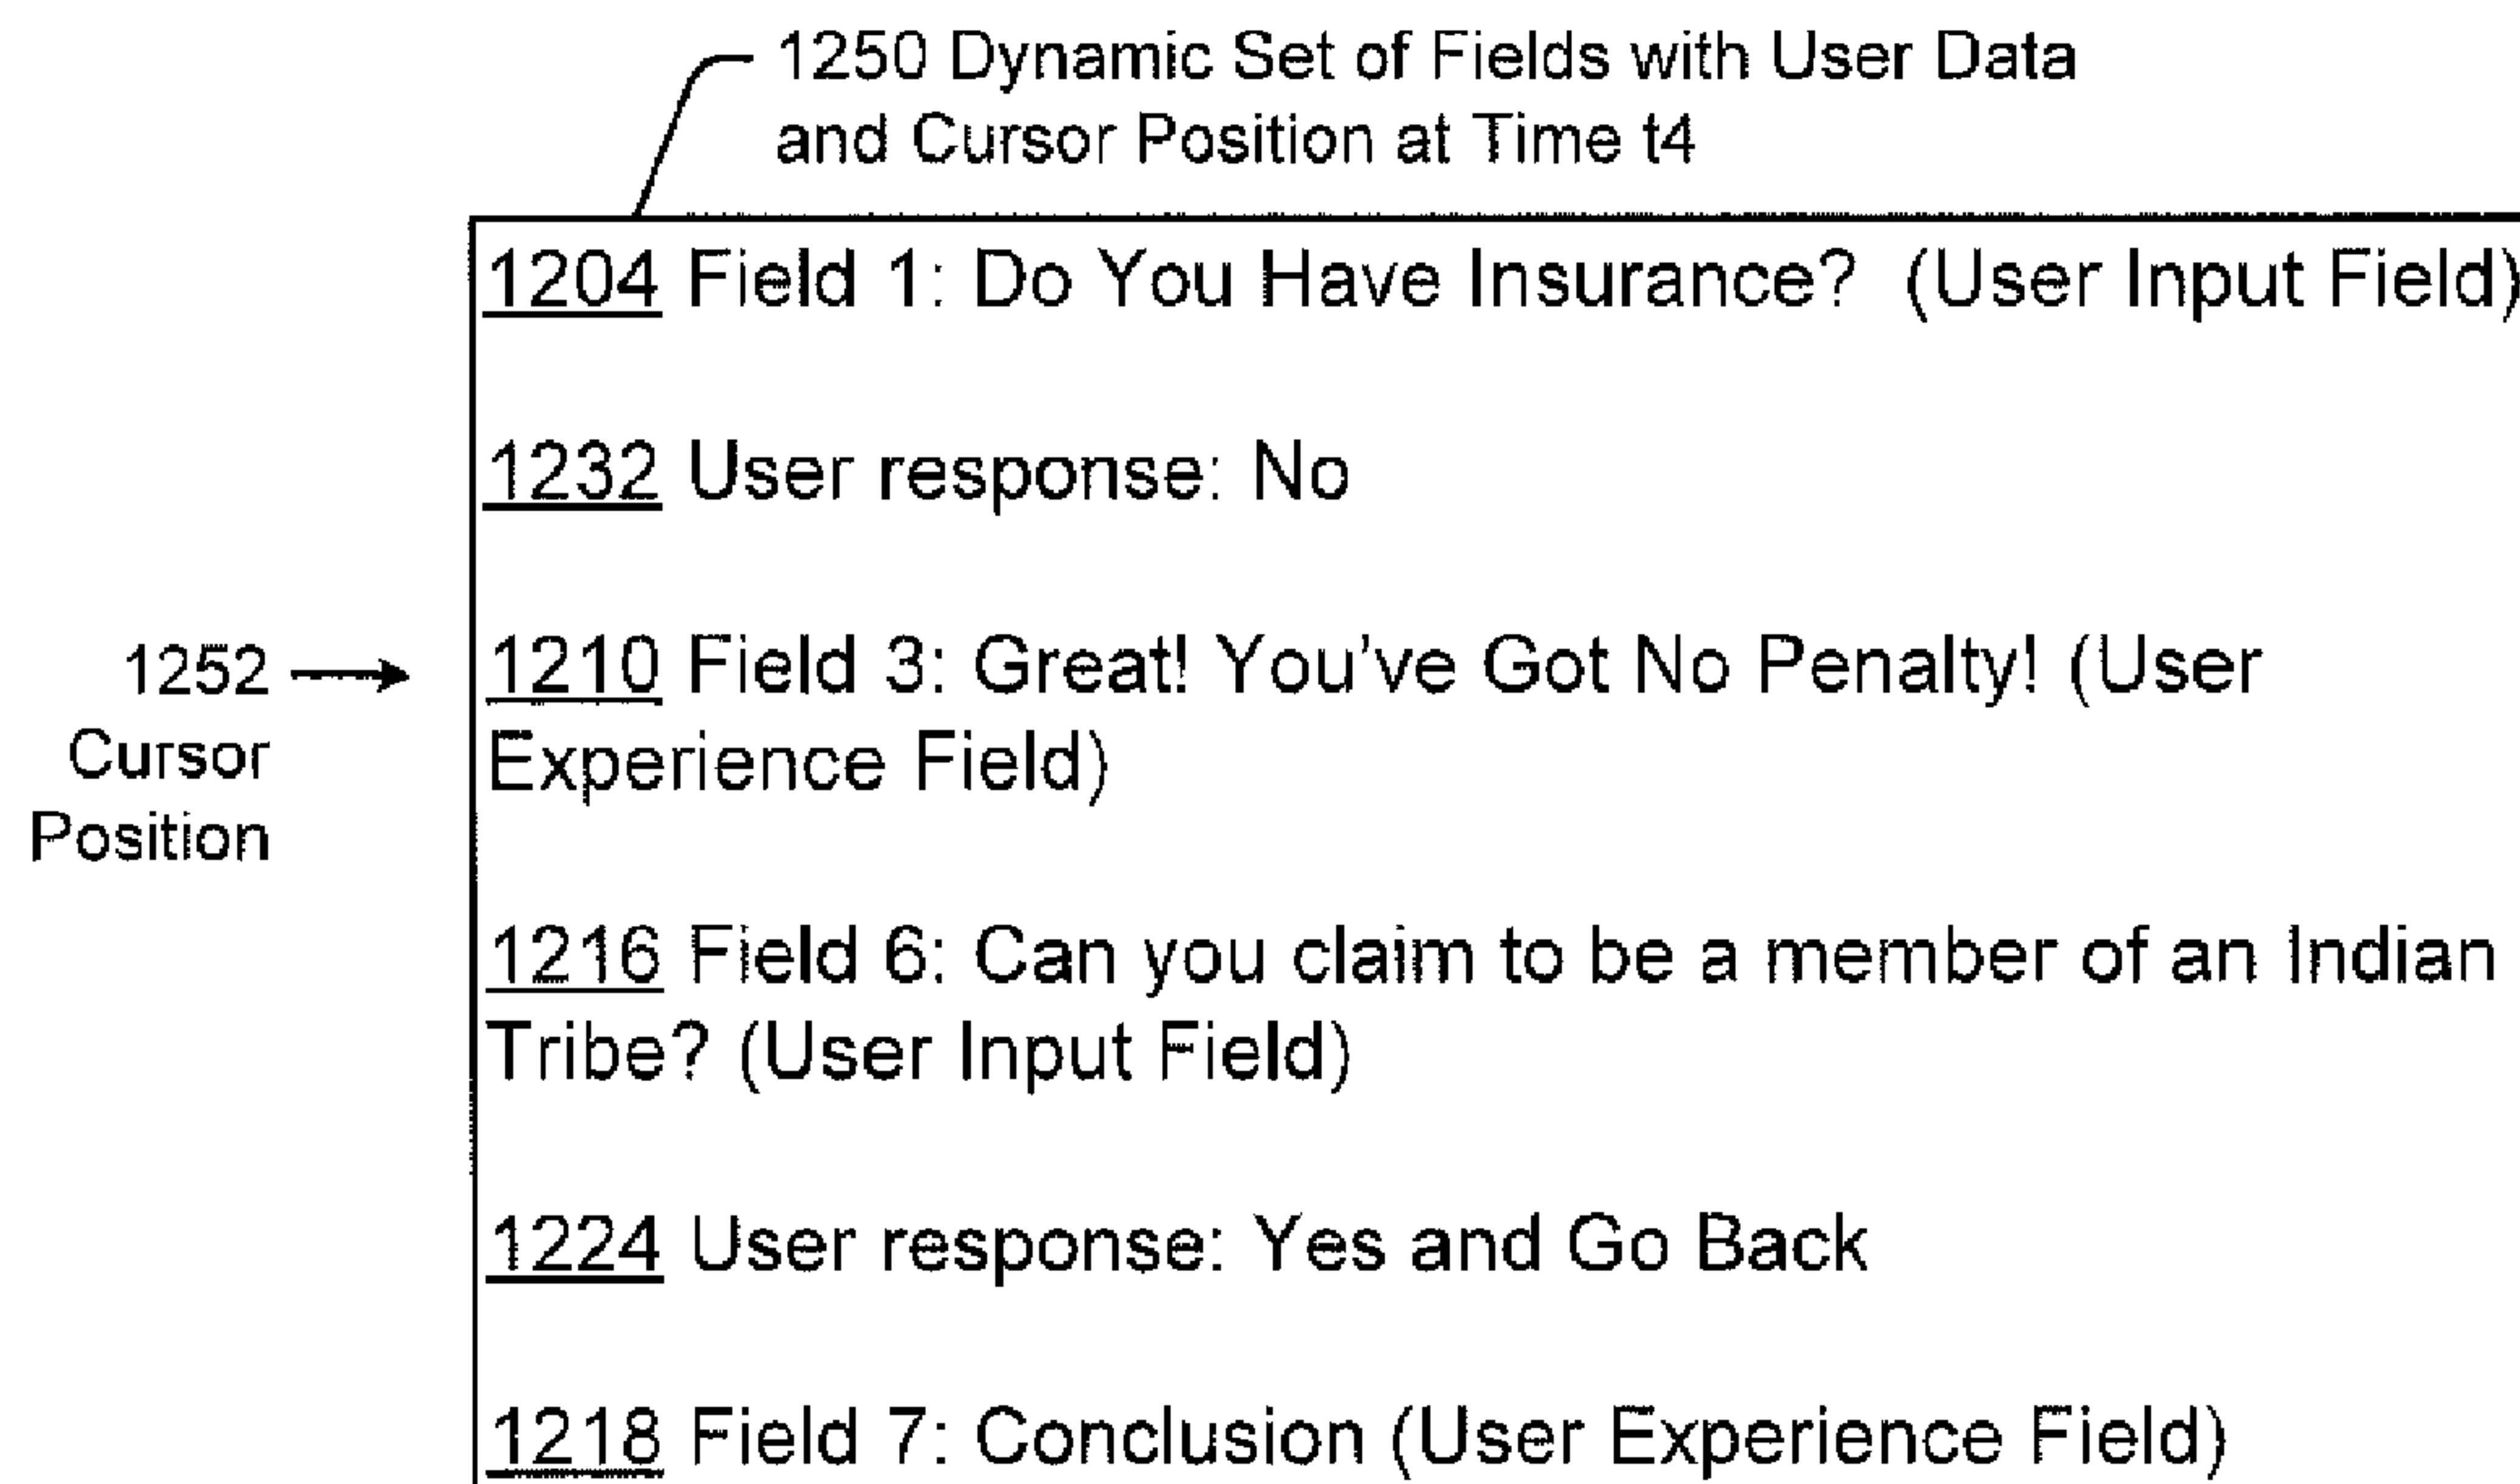 1250 Dynamic Set of Fields with User Data
and Cursor Position at Time t4
1204 Field 1: Do You Have Insurance? (User Input Field)
1232 User response: No
1252
Cursor
Position
1210 Field 3: Great! You've Got No Penalty! (User
Experience Field)
1216 Field 6: Can you claim to be a member of an Indian
Tribe? (User Input Field)
1224 User response: Yes and Go Back
1218 Field 7: Conclusion (User Experience Field)